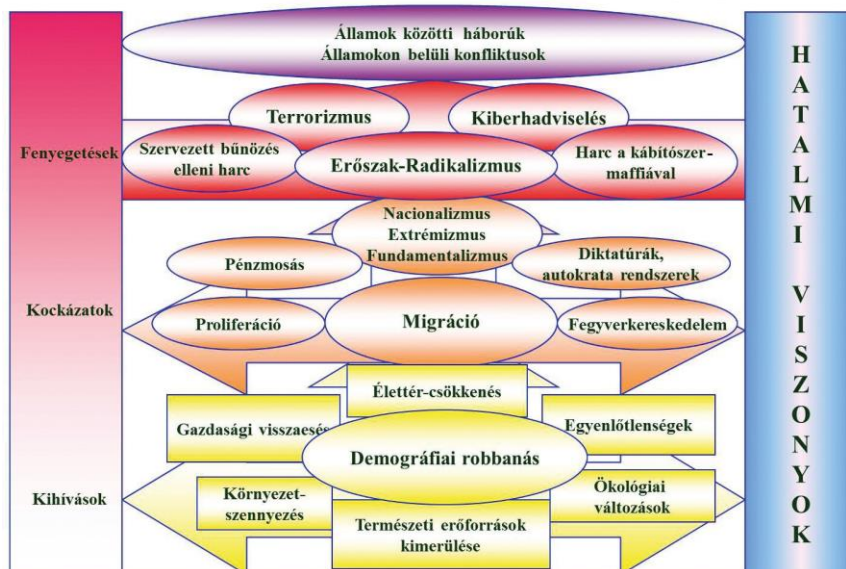 Államok közötti háborúk
Államokon belüli konfliktusok
Terrorizmus
Kiberhadviselés
Fenyegetések
Szervezett bűnözés
elleni harc
Erőszak-Radikalizmus
Harc a kábítószer-
maffiával
Nacionalizmus
Extrémizmus
Fundamentalizmus
Pénzmosás
Diktatúrák,
autokrata rendszerek
Kockázatok
Proliferáció
Migráció
Fegyverkereskedelem
Élettér-csökkenés
Gazdasági visszaesés
Egyenlőtlenségek
Demográfiai robbanás
Kihívások
Környezet-
szennyezés
Ökológiai
változások
Természeti erőforrások
kimerülése
HATALMI VISZONYOK